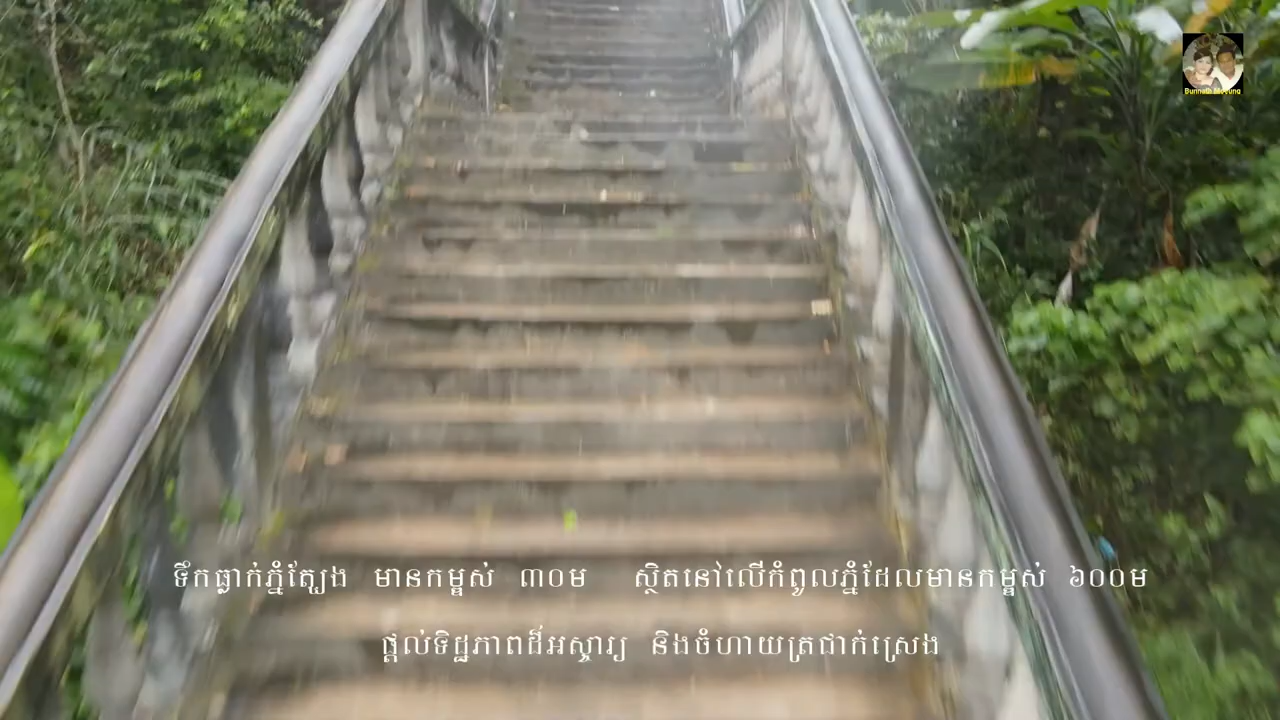 Bunnath Moeung
ទឹកធ្លាក់ភ្នំត្បែង មានកម្ពស់ ៣០ម ស្ថិតនៅលើកំពូលភ្នំដែលមានកម្ពស់ ៦០០ម
ផ្តល់ទិដ្ឋភាពដ៏អស្ចារ្យ និងចំហាយត្រជាក់ស្រេង